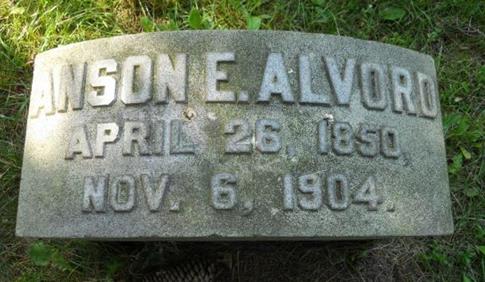 ANSON E. ALVORD
APRIL 26, 1850,
NOV. 6, 1904.